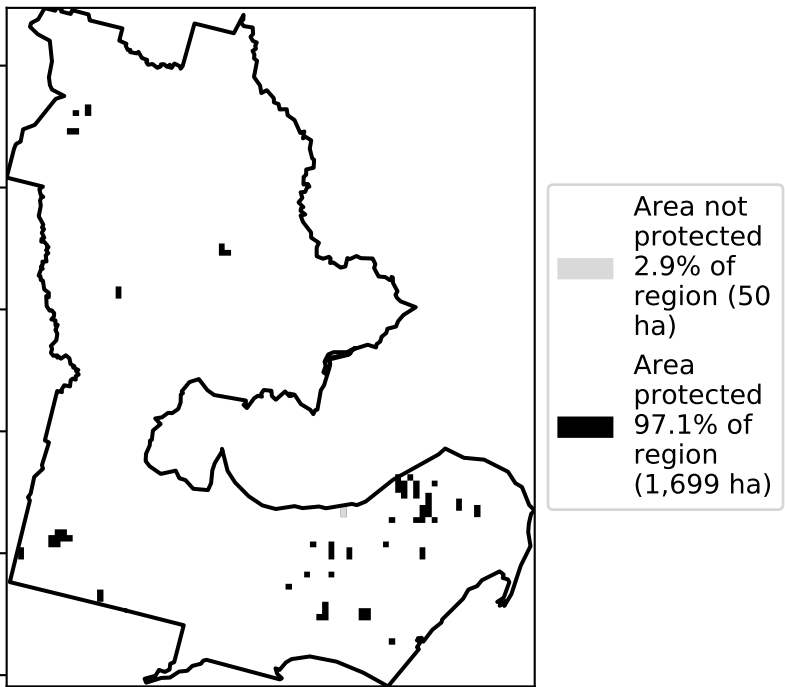 Area not
protected
2.9% of
region (50
ha)
Area
protected
97.1% of
region
(1,699 ha)